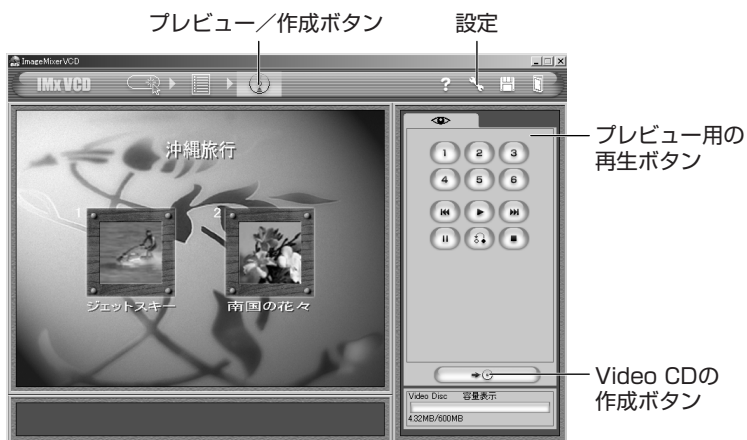 プレビュー／作成ボタン
設定
ImageMixerVCD
IMx VCD
?
沖縄旅行
1
2
ジェットスキー
南国の花々
1 2 3
4 5 6
プレビュー用の
再生ボタン
Video CDの
作成ボタン
Video Disc 容量表示
4.32MB/600MB